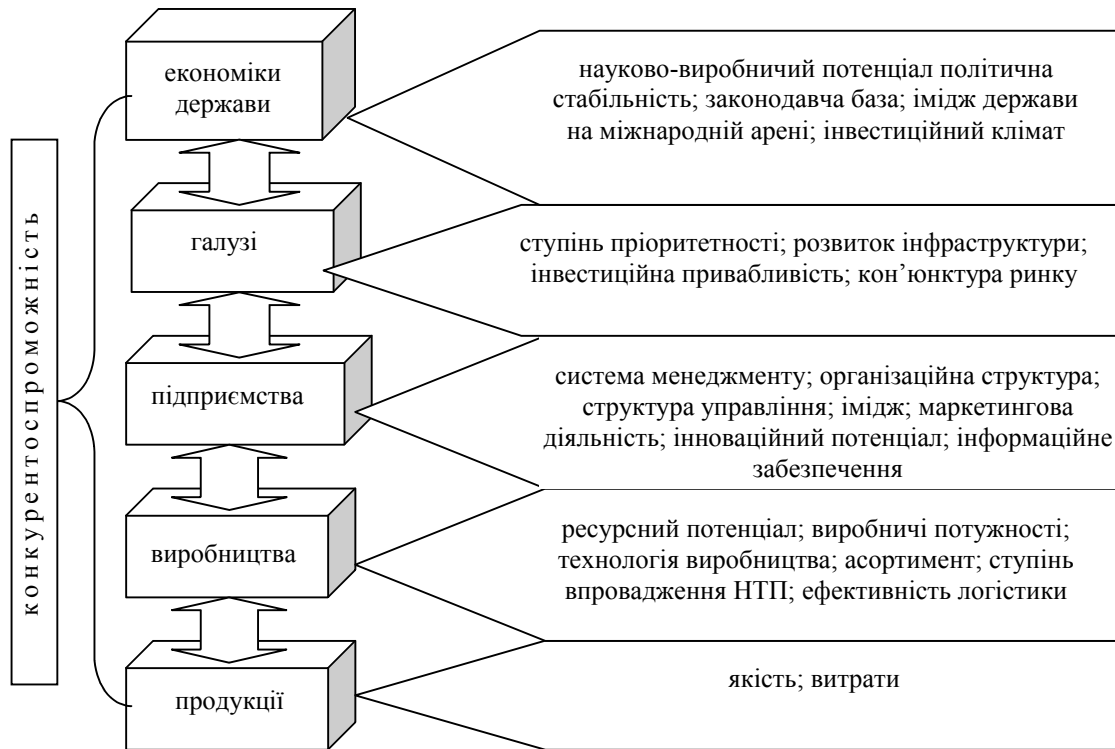 конкурентоспроможність
економіки
держави
науково-виробничий потенціал політична
стабільність; законодавча база; імідж держави
на міжнародній арені; інвестиційний клімат
галузі
ступінь пріоритетності; розвиток інфраструктури;
інвестиційна привабливість; кон’юнктура ринку
підприємства
система менеджменту; організаційна структура;
структура управління; імідж; маркетингова
діяльність; інноваційний потенціал; інформаційне
забезпечення
виробництва
ресурсний потенціал; виробничі потужності;
технологія виробництва; асортимент; ступінь
впровадження НТП; ефективність логістики
продукції
якість; витрати